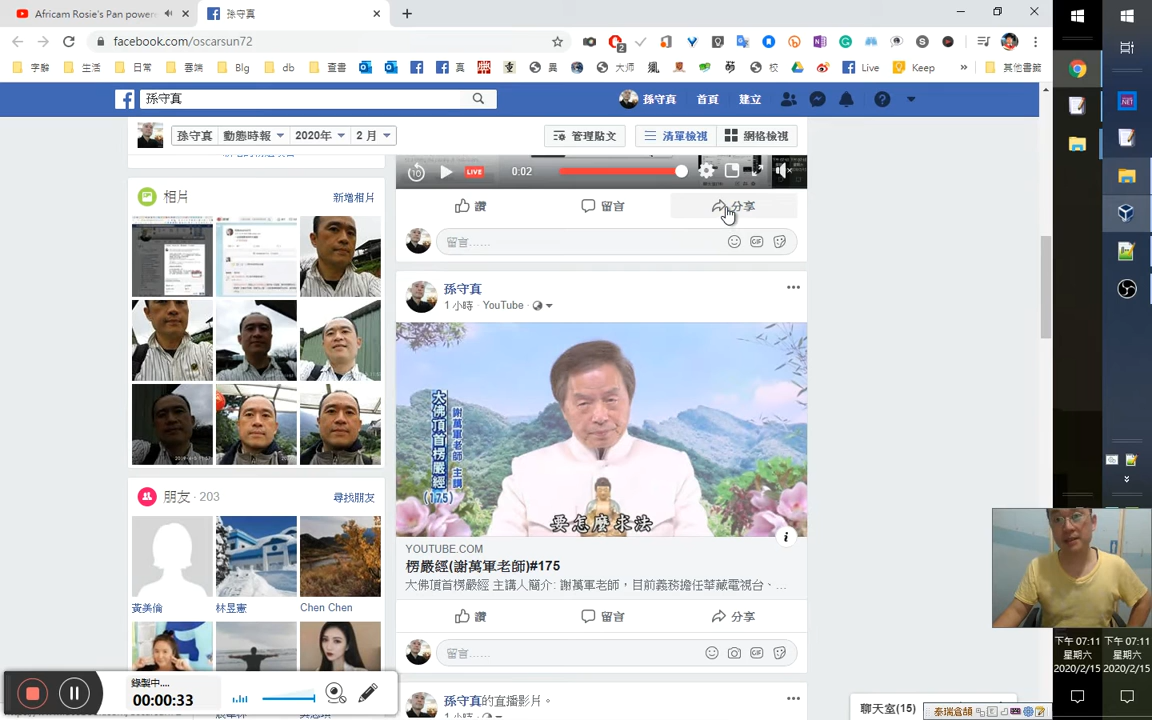 Africam Rosie's Pan power
孫守真
facebook.com/oscarsun72
字辭
生活
日常
雲端
Blg
db
查書
真
異
大师
校
Live
Keep
»
其他書籤
孫守真
孫守真
首頁
建立
孫守真
動態時報
2020年
2 月
管理貼文
清單檢視
網格檢視
LIVE
0:02
相片
新增相片
讚
留言
分享
留言......
孫守真
1 小時 · YouTube ·
大佛頂首楞嚴經
(175)
謝萬軍老師 主講
要怎麼求法
YOUTUBE.COM
楞嚴經(謝萬軍老師)#175
大佛頂首楞嚴經 主講人簡介: 謝萬軍老師，目前義務擔任華藏電視台、...
讚
留言
分享
留言......
孫守真的直播影片。
1 小時
朋友 · 203
尋找朋友
黃美倫
林昱憲
Chen Chen
錄製中....
00:00:33
聊天室(15)
下午 07:11
星期六
2020/2/15
下午 07:11
星期六
2020/2/15